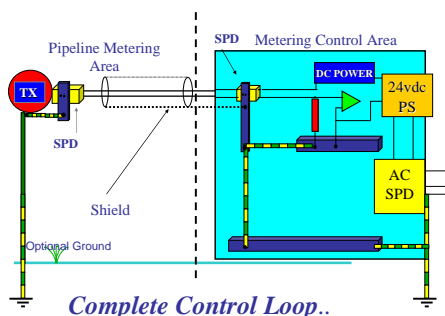 Pipeline Metering
Area
SPD
Metering Control Area
DC POWER
TX
24vdc
PS
SPD
AC
SPD
Shield
Optional Ground
Complete Control Loop..